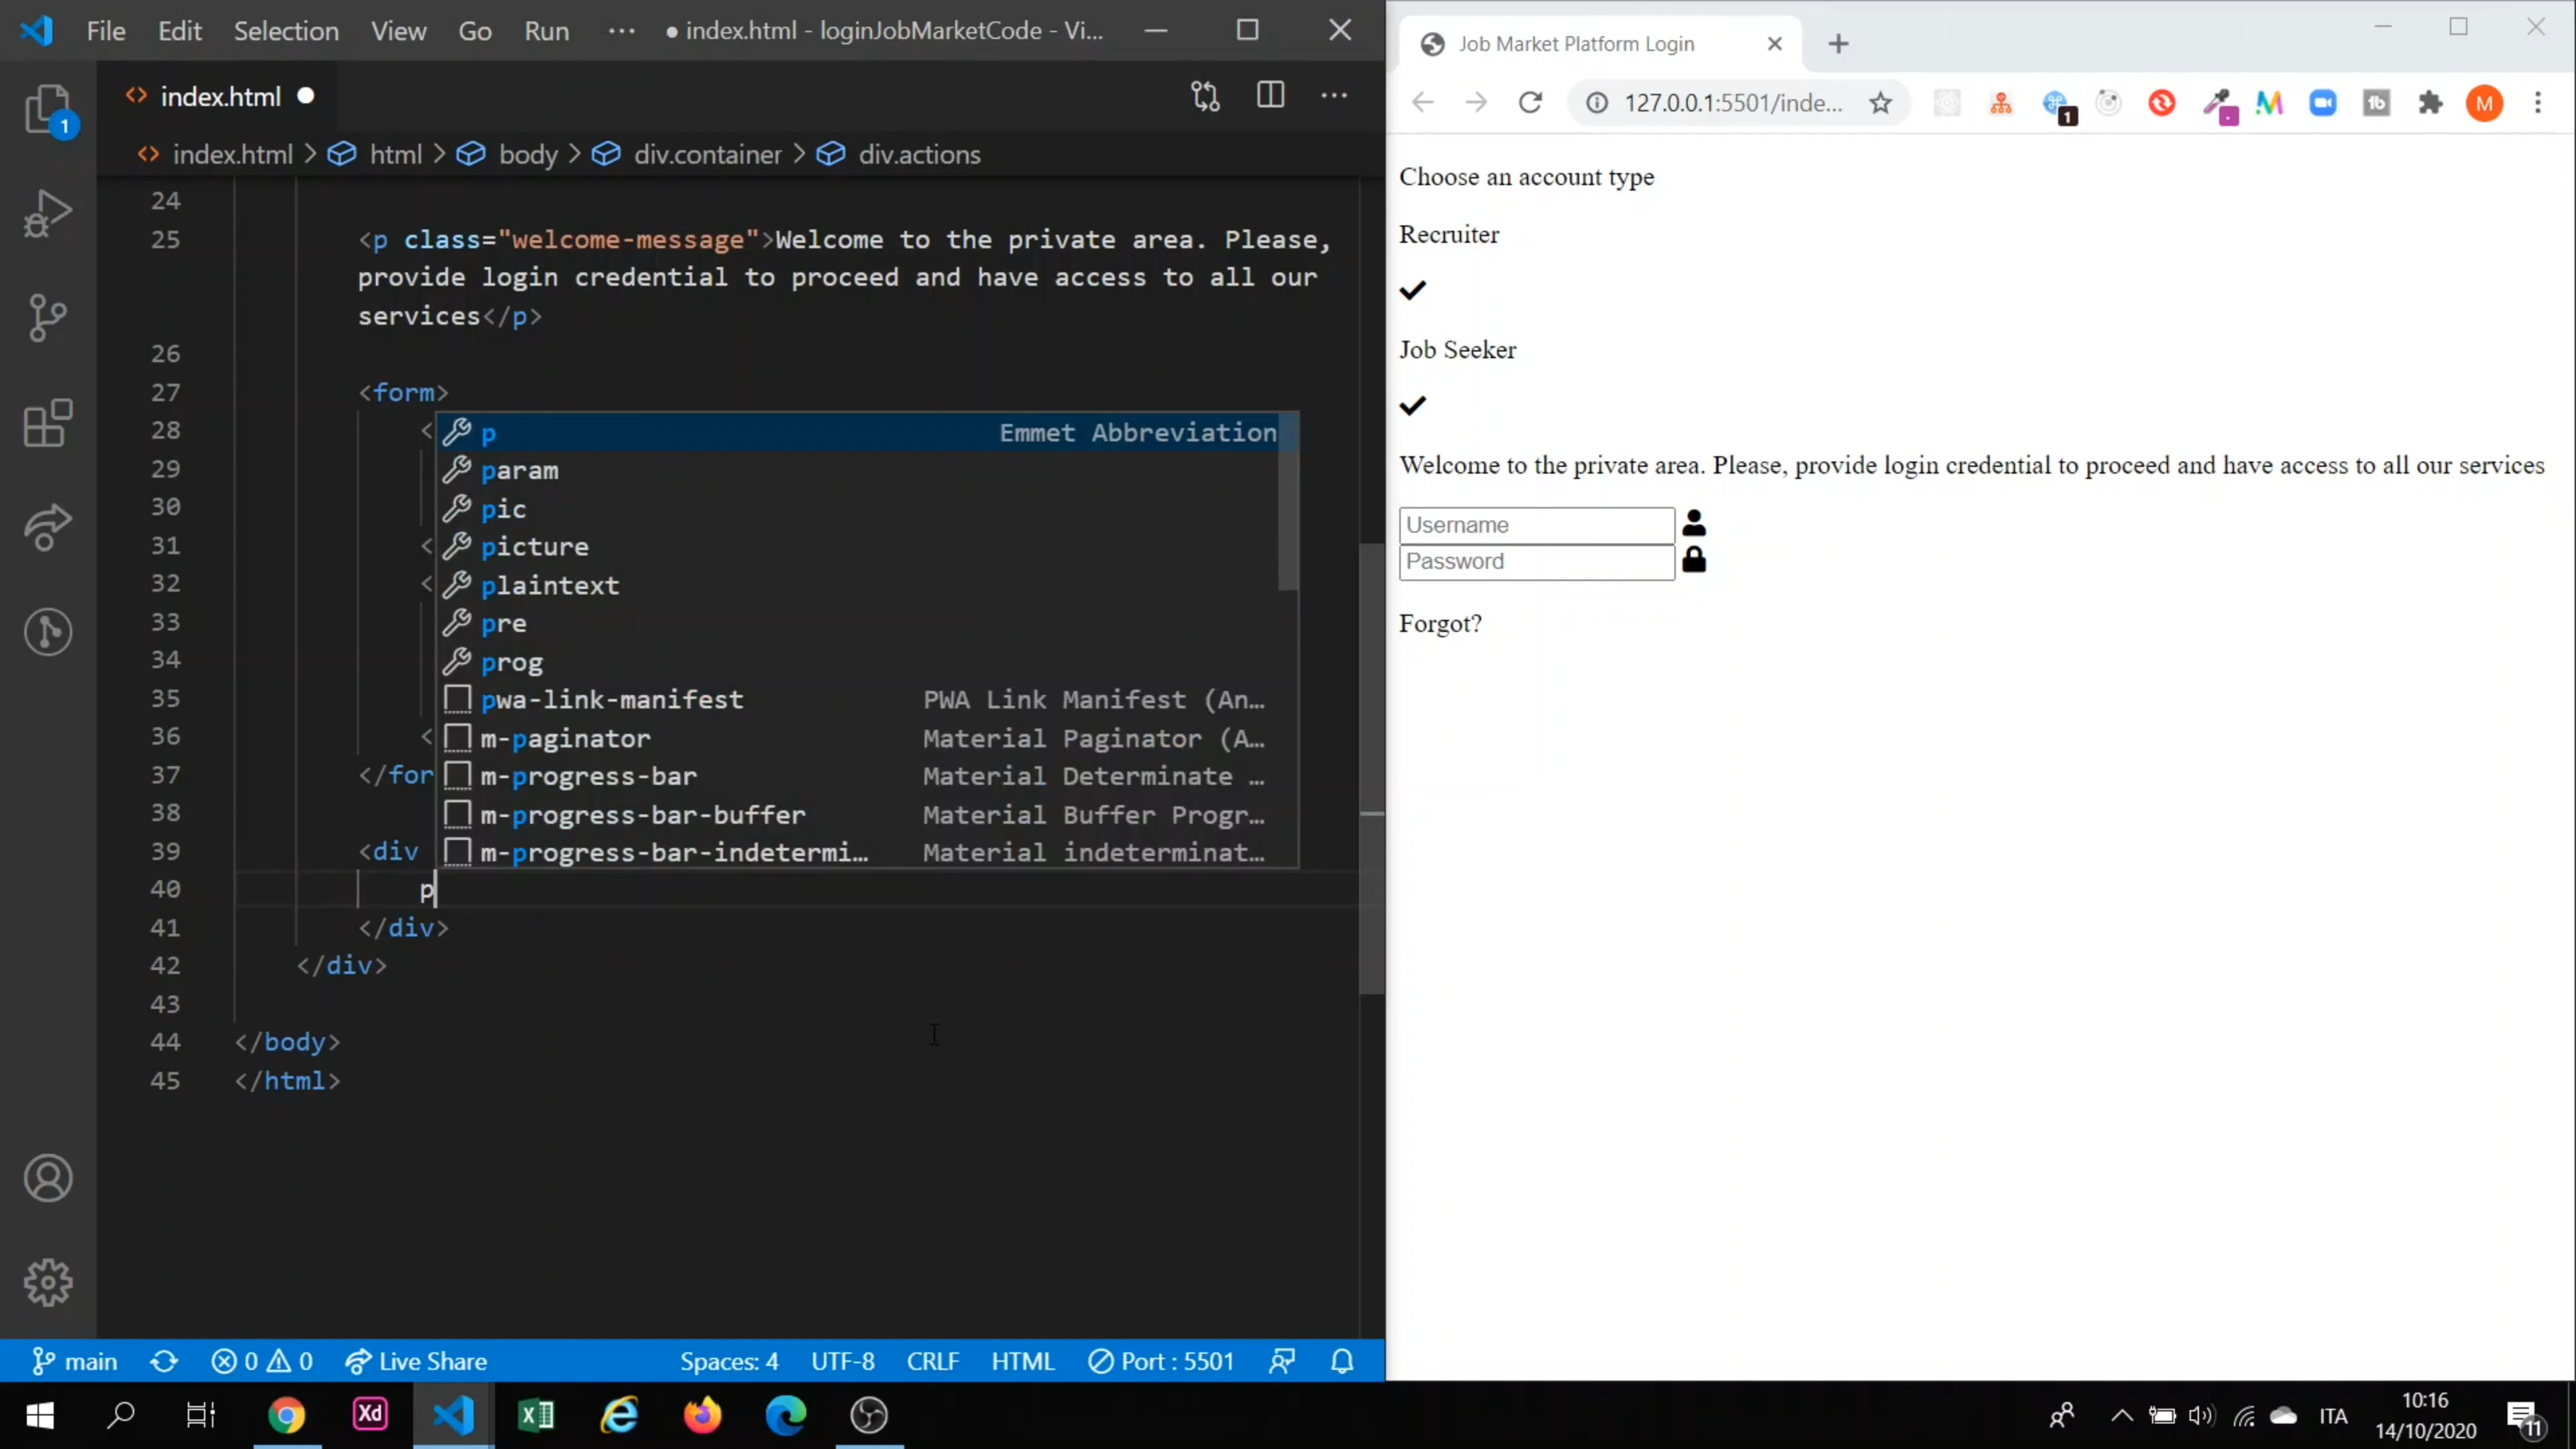 File Edit Selection View Go Run ··· ● index.html - loginJobMarketCode - Vi...
index.html
index.html > html > body > div.container > div.actions
24
25 <p class="welcome-message">Welcome to the private area. Please,
provide login credential to proceed and have access to all our
services</p>
26
27 <form>
28 <
29
30
31 <
32 <
33
34
35
36 <
37 </for
38
39 <div
40 p
41 </div>
42 </div>
43
44 </body>
45 </html>
p Emmet Abbreviation
param
pic
picture
plaintext
pre
prog
pwa-link-manifest PWA Link Manifest (An…
m-paginator Material Paginator (A…
m-progress-bar Material Determinate …
m-progress-bar-buffer Material Buffer Progr…
m-progress-bar-indetermi… Material indeterminat…
1
main 0 0 Live Share Spaces: 4 UTF-8 CRLF HTML Port : 5501
Job Market Platform Login
127.0.0.1:5501/inde... 1 M tb M
Choose an account type
Recruiter
Job Seeker
Welcome to the private area. Please, provide login credential to proceed and have access to all our services
Username
Password
Forgot?
Xd
ITA
10:16
14/10/2020
11